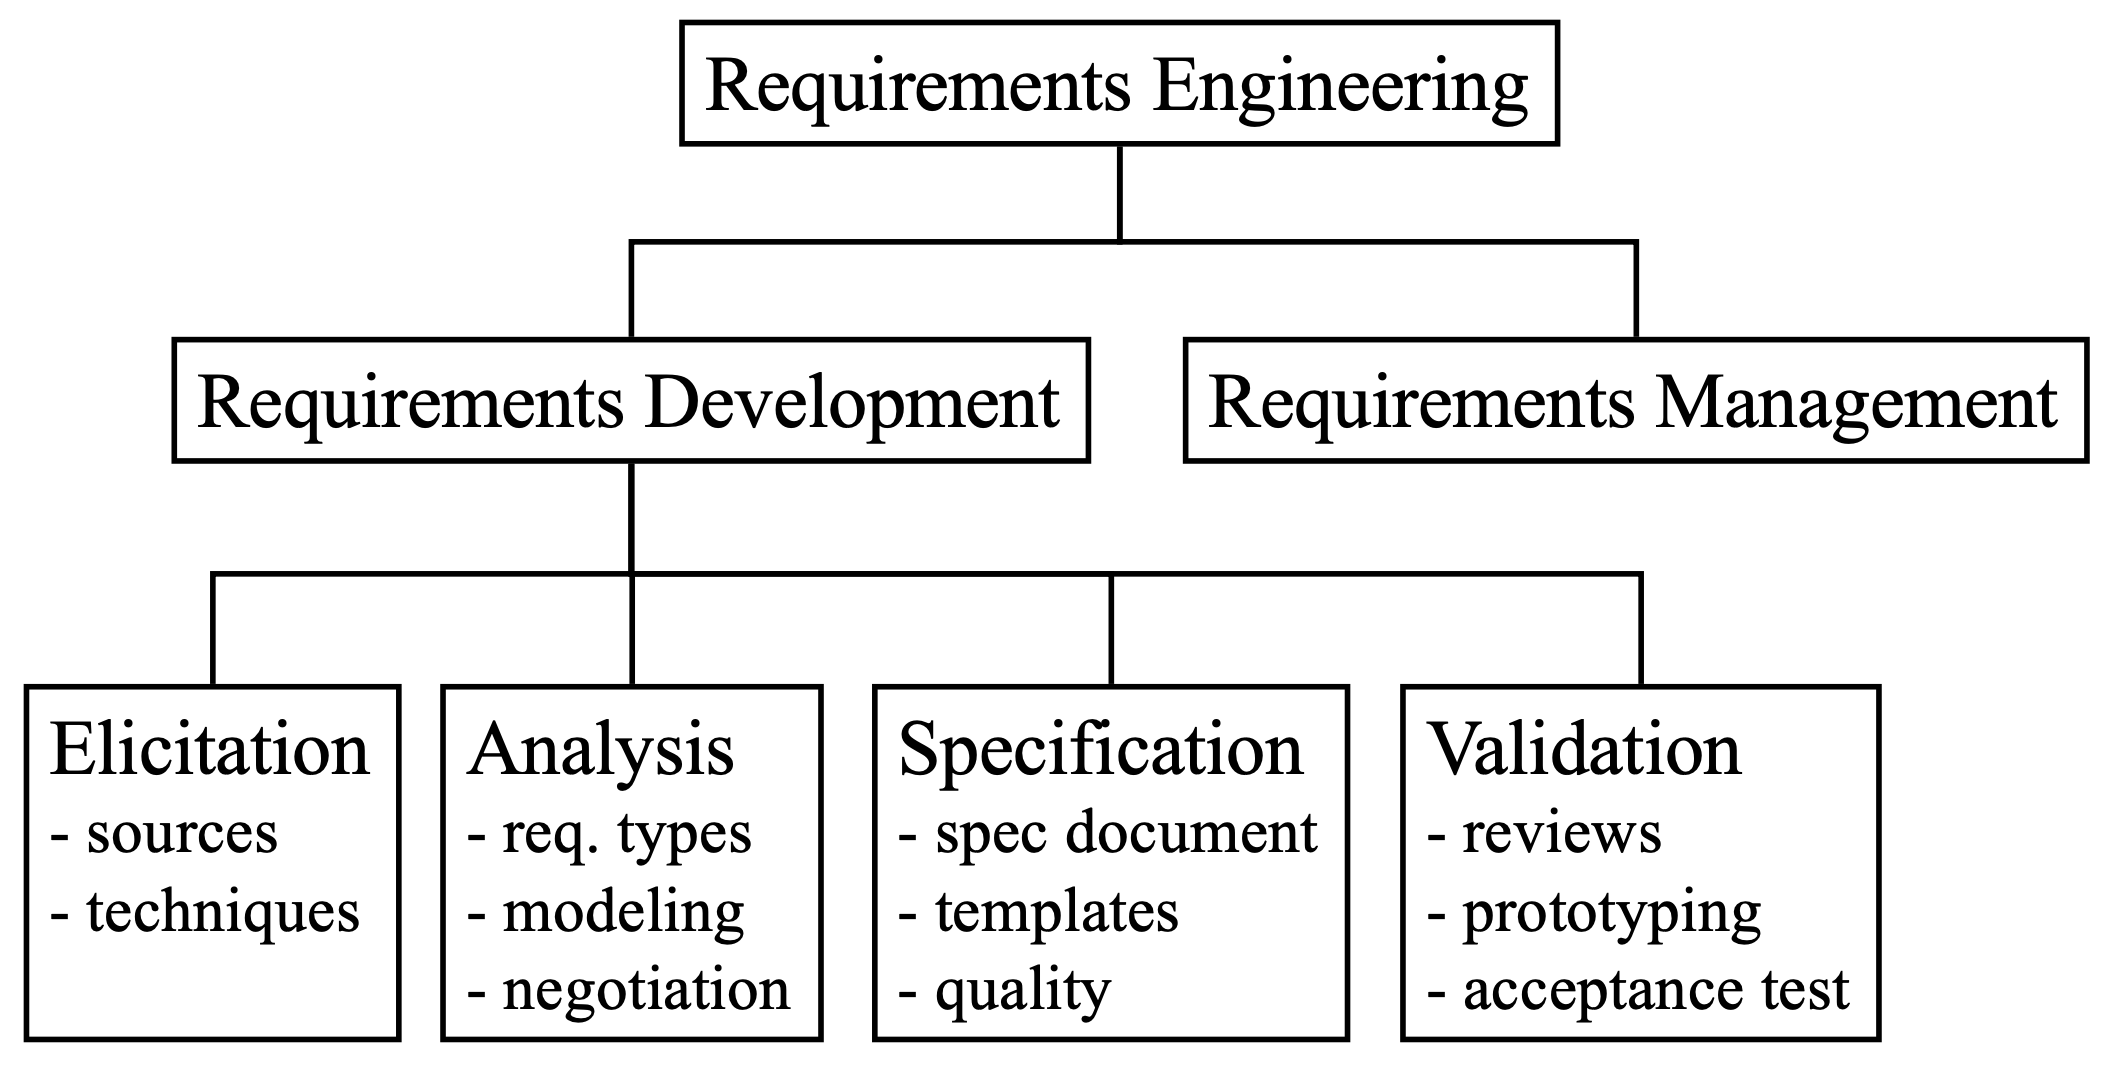 Requirements Engineering
Requirements Development
Requirements Management
Elicitation
- sources
- techniques
Analysis
- req. types
- modeling
- negotiation
Specification
- spec document
- templates
- quality
Validation
- reviews
- prototyping
- acceptance test